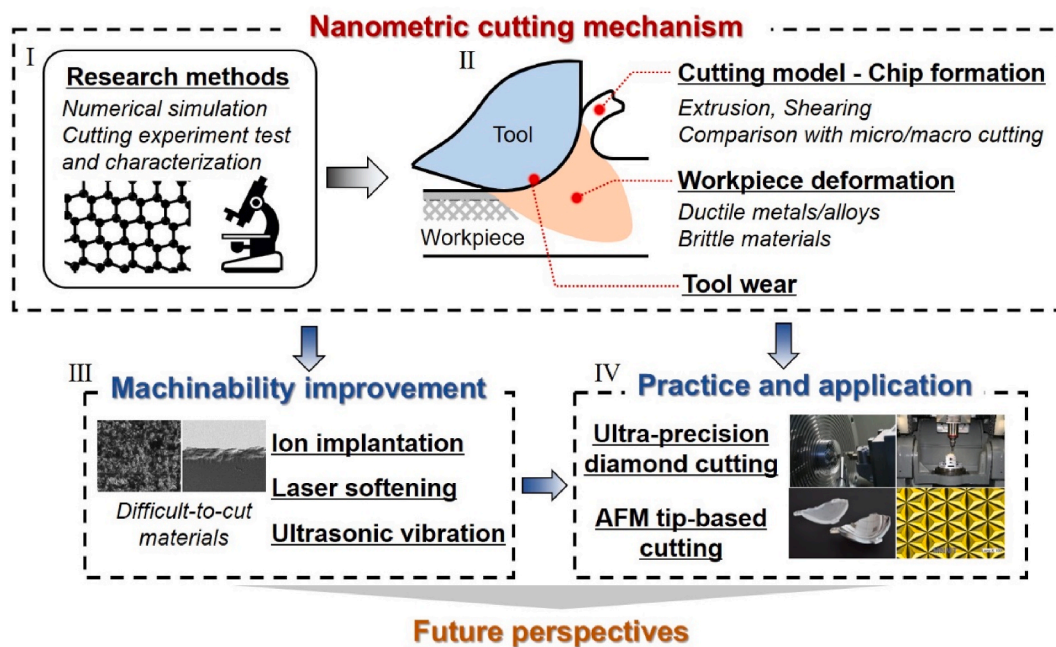 Nanometric cutting mechanism
I
Research methods
Numerical simulation
Cutting experiment test
and characterization
II
Tool
Workpiece
Cutting model - Chip formation
Extrusion, Shearing
Comparison with micro/macro cutting
Workpiece deformation
Ductile metals/alloys
Brittle materials
Tool wear
III
Machinability improvement
Difficult-to-cut
materials
Ion implantation
Laser softening
Ultrasonic vibration
IV
Practice and application
Ultra-precision
diamond cutting
AFM tip-based
cutting
Future perspectives